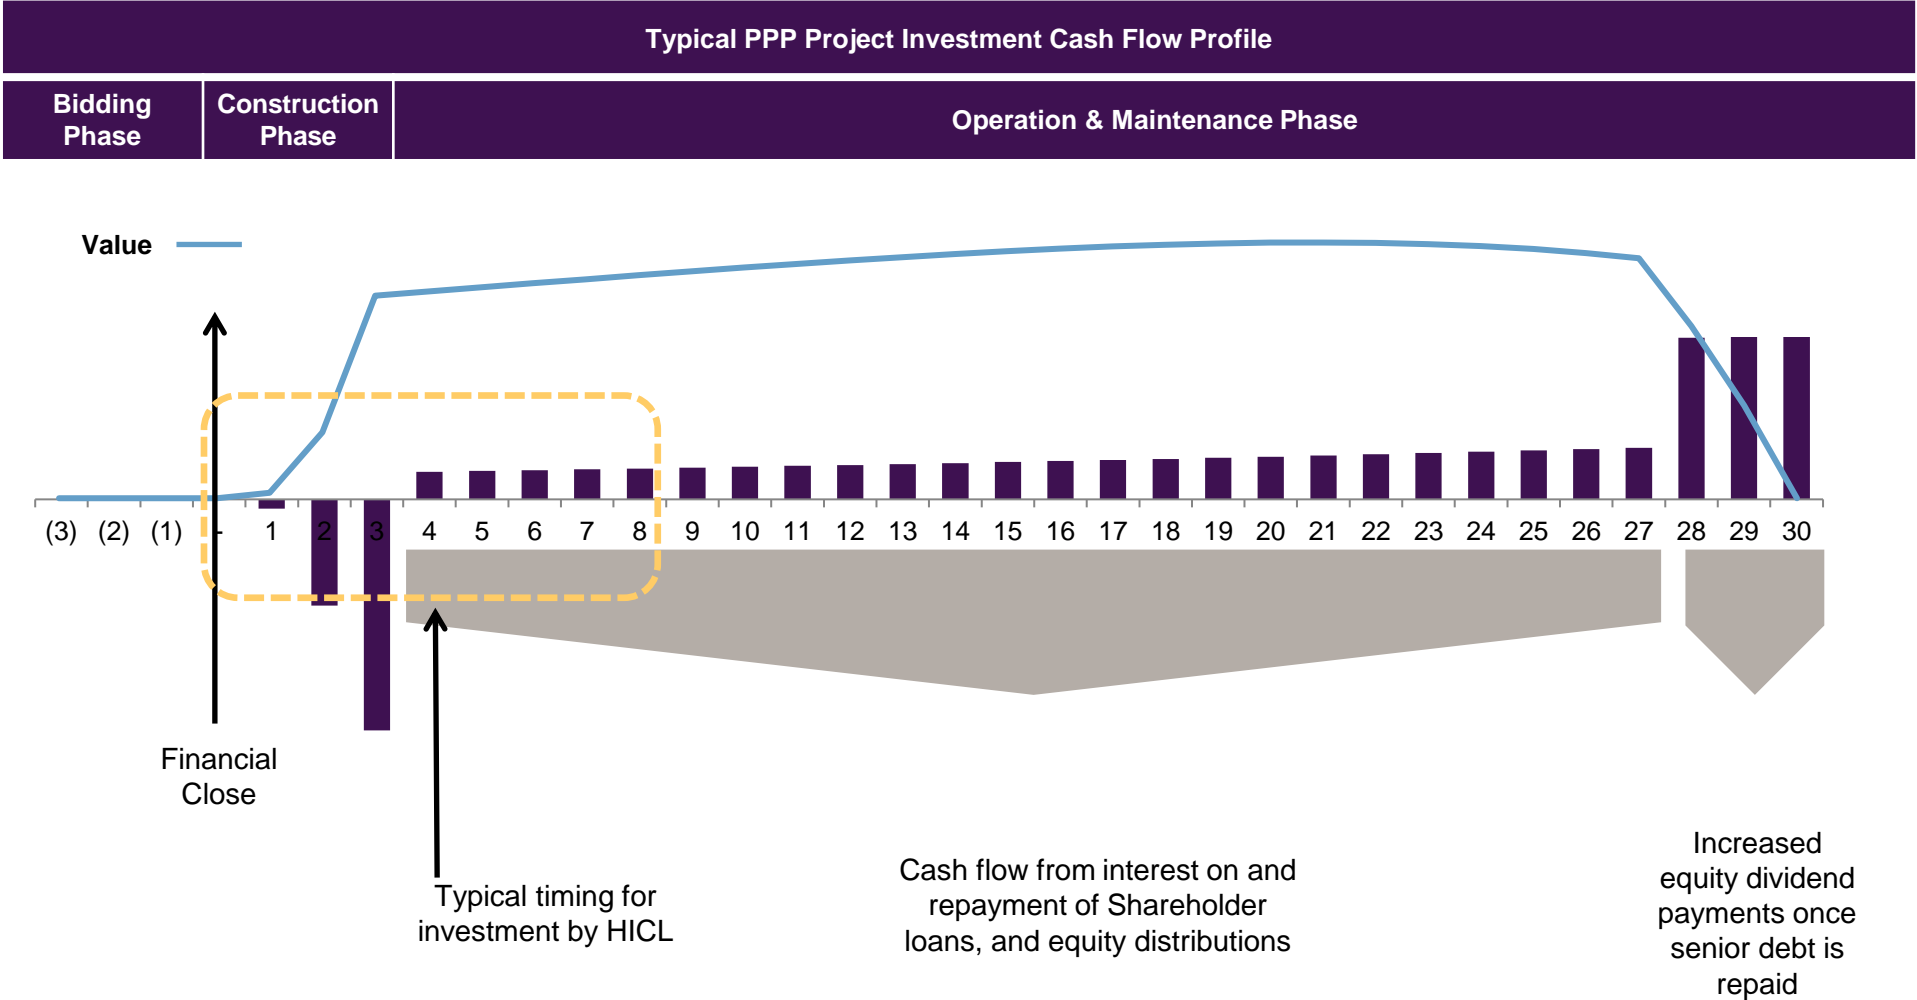 Typical PPP Project Investment Cash Flow Profile
Bidding
Phase
Construction
Phase
Operation & Maintenance Phase
Value
(3) (2) (1) - 1 2 3 4 5 6 7 8 9 10 11 12 13 14 15 16 17 18 19 20 21 22 23 24 25 26 27 28 29 30
Financial
Close
Typical timing for
investment by HICL
Cash flow from interest on and
repayment of Shareholder
loans, and equity distributions
Increased
equity dividend
payments once
senior debt is
repaid